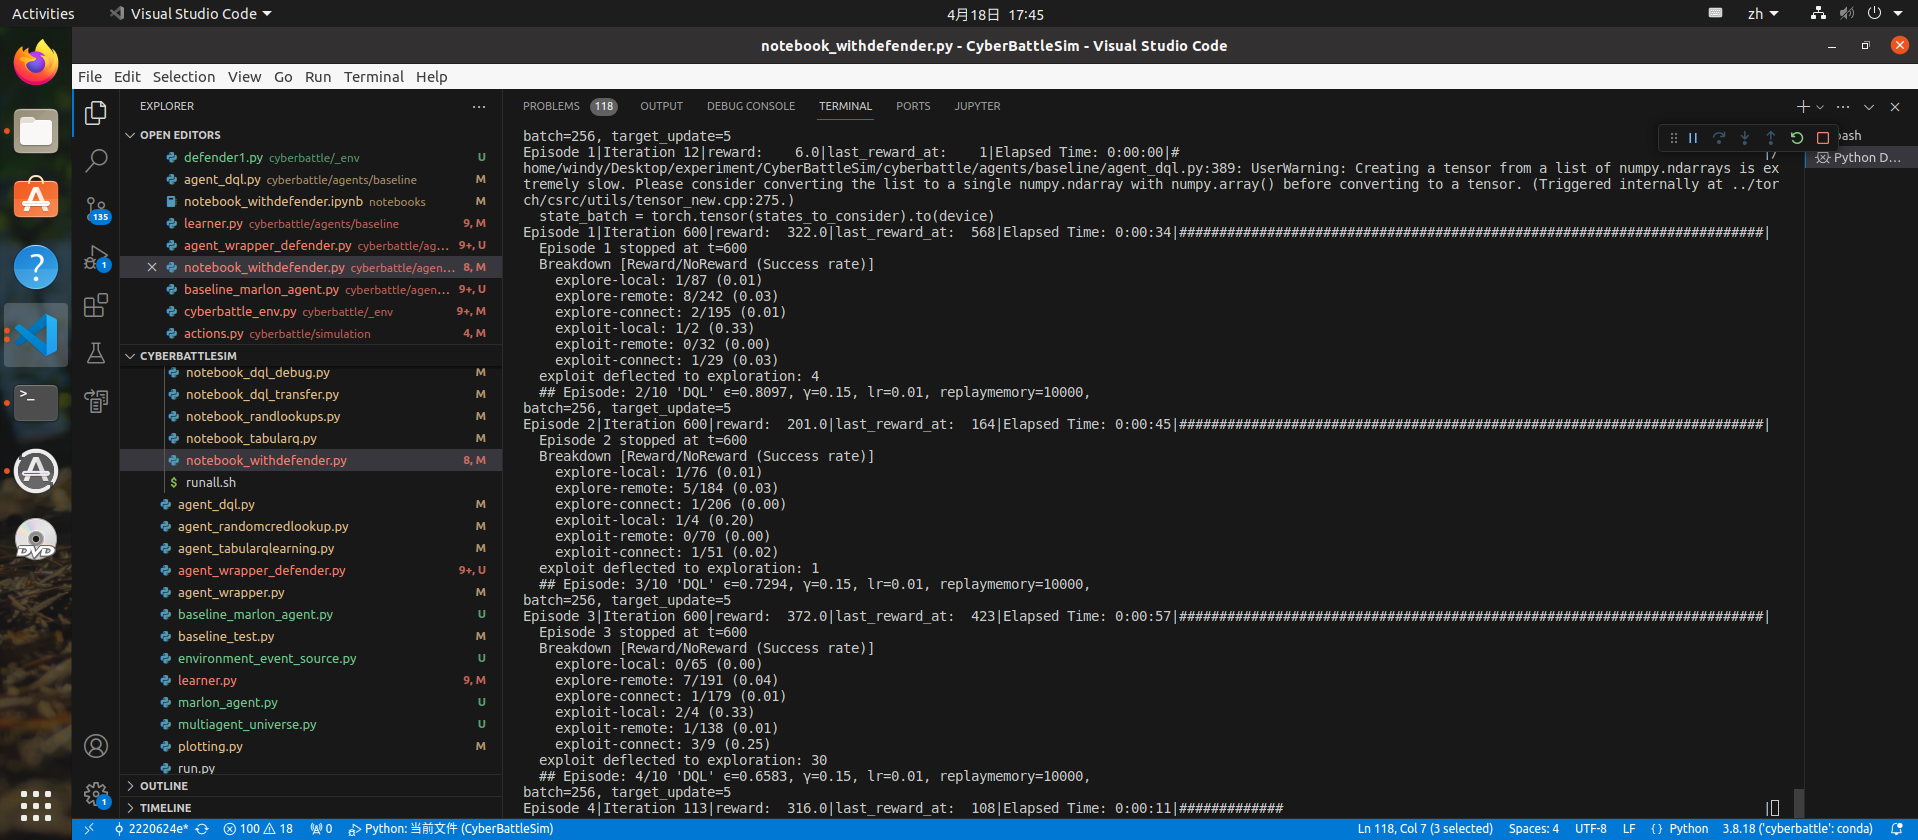 Activities
Visual Studio Code
4月18日 17:45
zh
notebook_withdefender.py - CyberBattleSim - Visual Studio Code
File Edit Selection View Go Run Terminal Help
EXPLORER
OPEN EDITORS
defender1.py cyberbattle/_env U
agent_dql.py cyberbattle/agents/baseline M
notebook_withdefender.ipynb notebooks M
learner.py cyberbattle/agents/baseline 9, M
agent_wrapper_defender.py cyberbattle/ag... 9+, U
notebook_withdefender.py cyberbattle/agen... 8, M
baseline_marlon_agent.py cyberbattle/agen... 9+, U
cyberbattle_env.py cyberbattle/_env 9+, M
actions.py cyberbattle/simulation 4, M
CYBERBATTLESIM
notebook_dql_debug.py M
notebook_dql_transfer.py M
notebook_randlookups.py M
notebook_tabularq.py M
notebook_withdefender.py 8, M
runall.sh
agent_dql.py M
agent_randomcredlookup.py M
agent_tabularqlearning.py M
agent_wrapper_defender.py 9+, U
agent_wrapper.py M
baseline_marlon_agent.py U
baseline_test.py M
environment_event_source.py U
learner.py 9, M
marlon_agent.py U
multiagent_universe.py U
plotting.py M
run.py
OUTLINE
TIMELINE
135
1
1
PROBLEMS 118 OUTPUT DEBUG CONSOLE TERMINAL PORTS JUPYTER
bash
Python D...
batch=256, target_update=5
Episode 1|Iteration 12|reward:    6.0|last_reward_at:    1|Elapsed Time: 0:00:00|# |/
home/windy/Desktop/experiment/CyberBattleSim/cyberbattle/agents/baseline/agent_dql.py:389: UserWarning: Creating a tensor from a list of numpy.ndarrays is ex
tremely slow. Please consider converting the list to a single numpy.ndarray with numpy.array() before converting to a tensor. (Triggered internally at ../tor
ch/csrc/utils/tensor_new.cpp:275.)
state_batch = torch.tensor(states_to_consider).to(device)
Episode 1|Iteration 600|reward:  322.0|last_reward_at:  568|Elapsed Time: 0:00:34|#########################################################################|
Episode 1 stopped at t=600
Breakdown [Reward/NoReward (Success rate)]
explore-local: 1/87 (0.01)
explore-remote: 8/242 (0.03)
explore-connect: 2/195 (0.01)
exploit-local: 1/2 (0.33)
exploit-remote: 0/32 (0.00)
exploit-connect: 1/29 (0.03)
exploit deflected to exploration: 4
## Episode: 2/10 'DQL' ϵ=0.8097, γ=0.15, lr=0.01, replaymemory=10000,
batch=256, target_update=5
Episode 2|Iteration 600|reward:  201.0|last_reward_at:  164|Elapsed Time: 0:00:45|#########################################################################|
Episode 2 stopped at t=600
Breakdown [Reward/NoReward (Success rate)]
explore-local: 1/76 (0.01)
explore-remote: 5/184 (0.03)
explore-connect: 1/206 (0.00)
exploit-local: 1/4 (0.20)
exploit-remote: 0/70 (0.00)
exploit-connect: 1/51 (0.02)
exploit deflected to exploration: 1
## Episode: 3/10 'DQL' ϵ=0.7294, γ=0.15, lr=0.01, replaymemory=10000,
batch=256, target_update=5
Episode 3|Iteration 600|reward:  372.0|last_reward_at:  423|Elapsed Time: 0:00:57|#########################################################################|
Episode 3 stopped at t=600
Breakdown [Reward/NoReward (Success rate)]
explore-local: 0/65 (0.00)
explore-remote: 7/191 (0.04)
explore-connect: 1/179 (0.01)
exploit-local: 2/4 (0.33)
exploit-remote: 1/138 (0.01)
exploit-connect: 3/9 (0.25)
exploit deflected to exploration: 30
## Episode: 4/10 'DQL' ϵ=0.6583, γ=0.15, lr=0.01, replaymemory=10000,
batch=256, target_update=5
Episode 4|Iteration 113|reward:  316.0|last_reward_at:  108|Elapsed Time: 0:00:11|############# |
2220624e* 100 18 0 Python: 当前文件 (CyberBattleSim)
Ln 118, Col 7 (3 selected) Spaces: 4 UTF-8 LF { } Python 3.8.18 ('cyberbattle': conda)